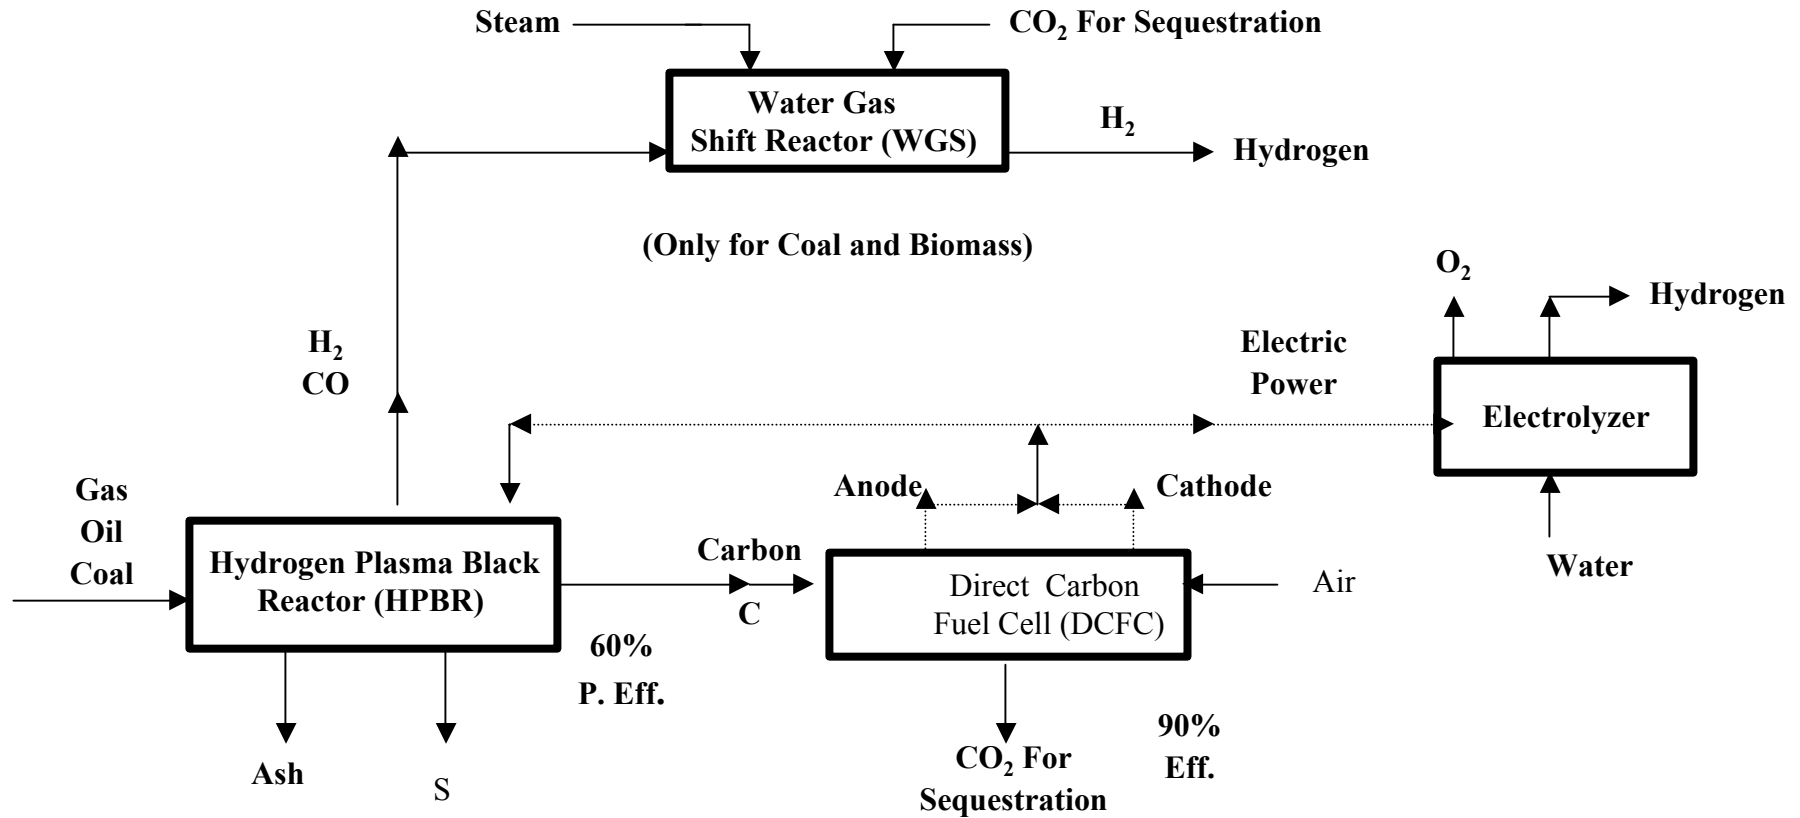 Steam
CO₂ For Sequestration
Water Gas
Shift Reactor (WGS)
H₂
Hydrogen
(Only for Coal and Biomass)
O₂
Hydrogen
H₂
CO
Electric
Power
Electrolyzer
Gas
Oil
Coal
Anode
Cathode
Hydrogen Plasma Black
Reactor (HPBR)
Carbon
C
Direct Carbon
Fuel Cell (DCFC)
Air
Water
60%
P. Eff.
90%
Eff.
Ash
S
CO₂ For
Sequestration